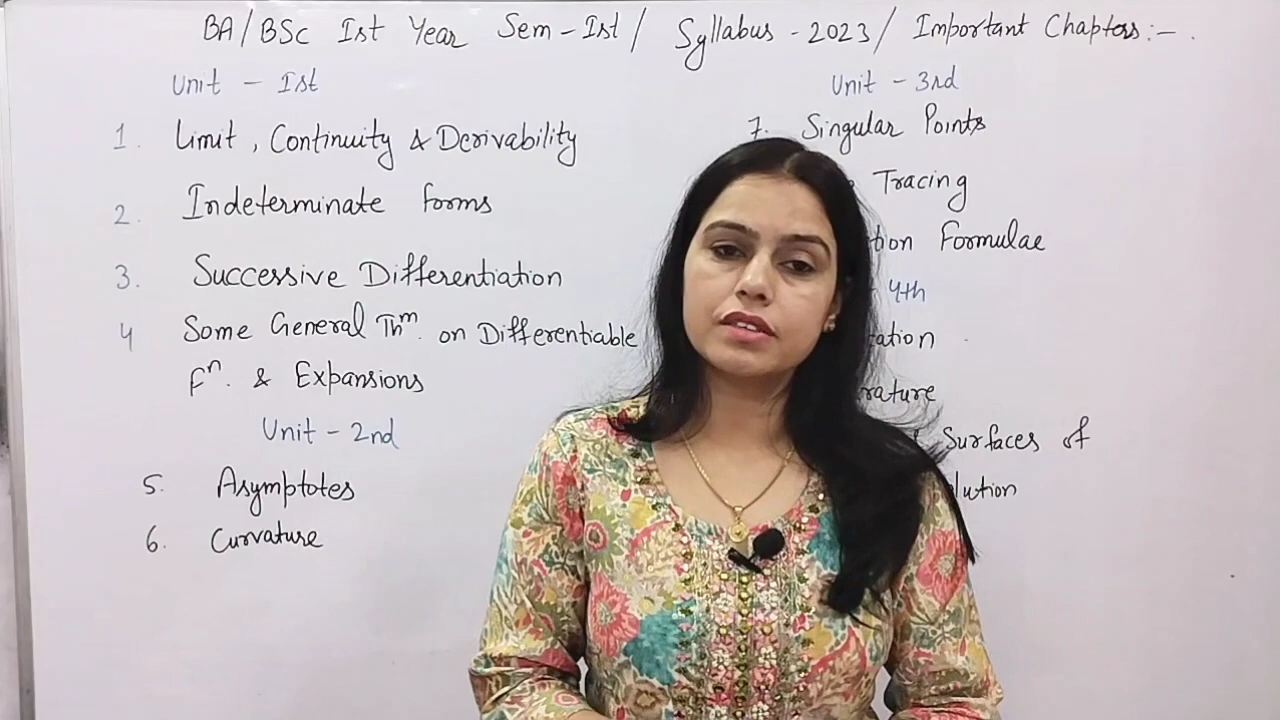 BA/BSc Ist Year Sem-Ist/ Syllabus-2023/ Important Chapters:-
Unit - Ist
1. Limit, Continuity & Derivability
2. Indeterminate forms
3. Successive Differentiation
4 Some General Thm. on Differentiable
Fn. & Expansions
Unit - 2nd
5. Asymptotes
6. Curvature
Unit - 3rd
7. Singular Points
Tracing
Formulae
4th
Surfaces of